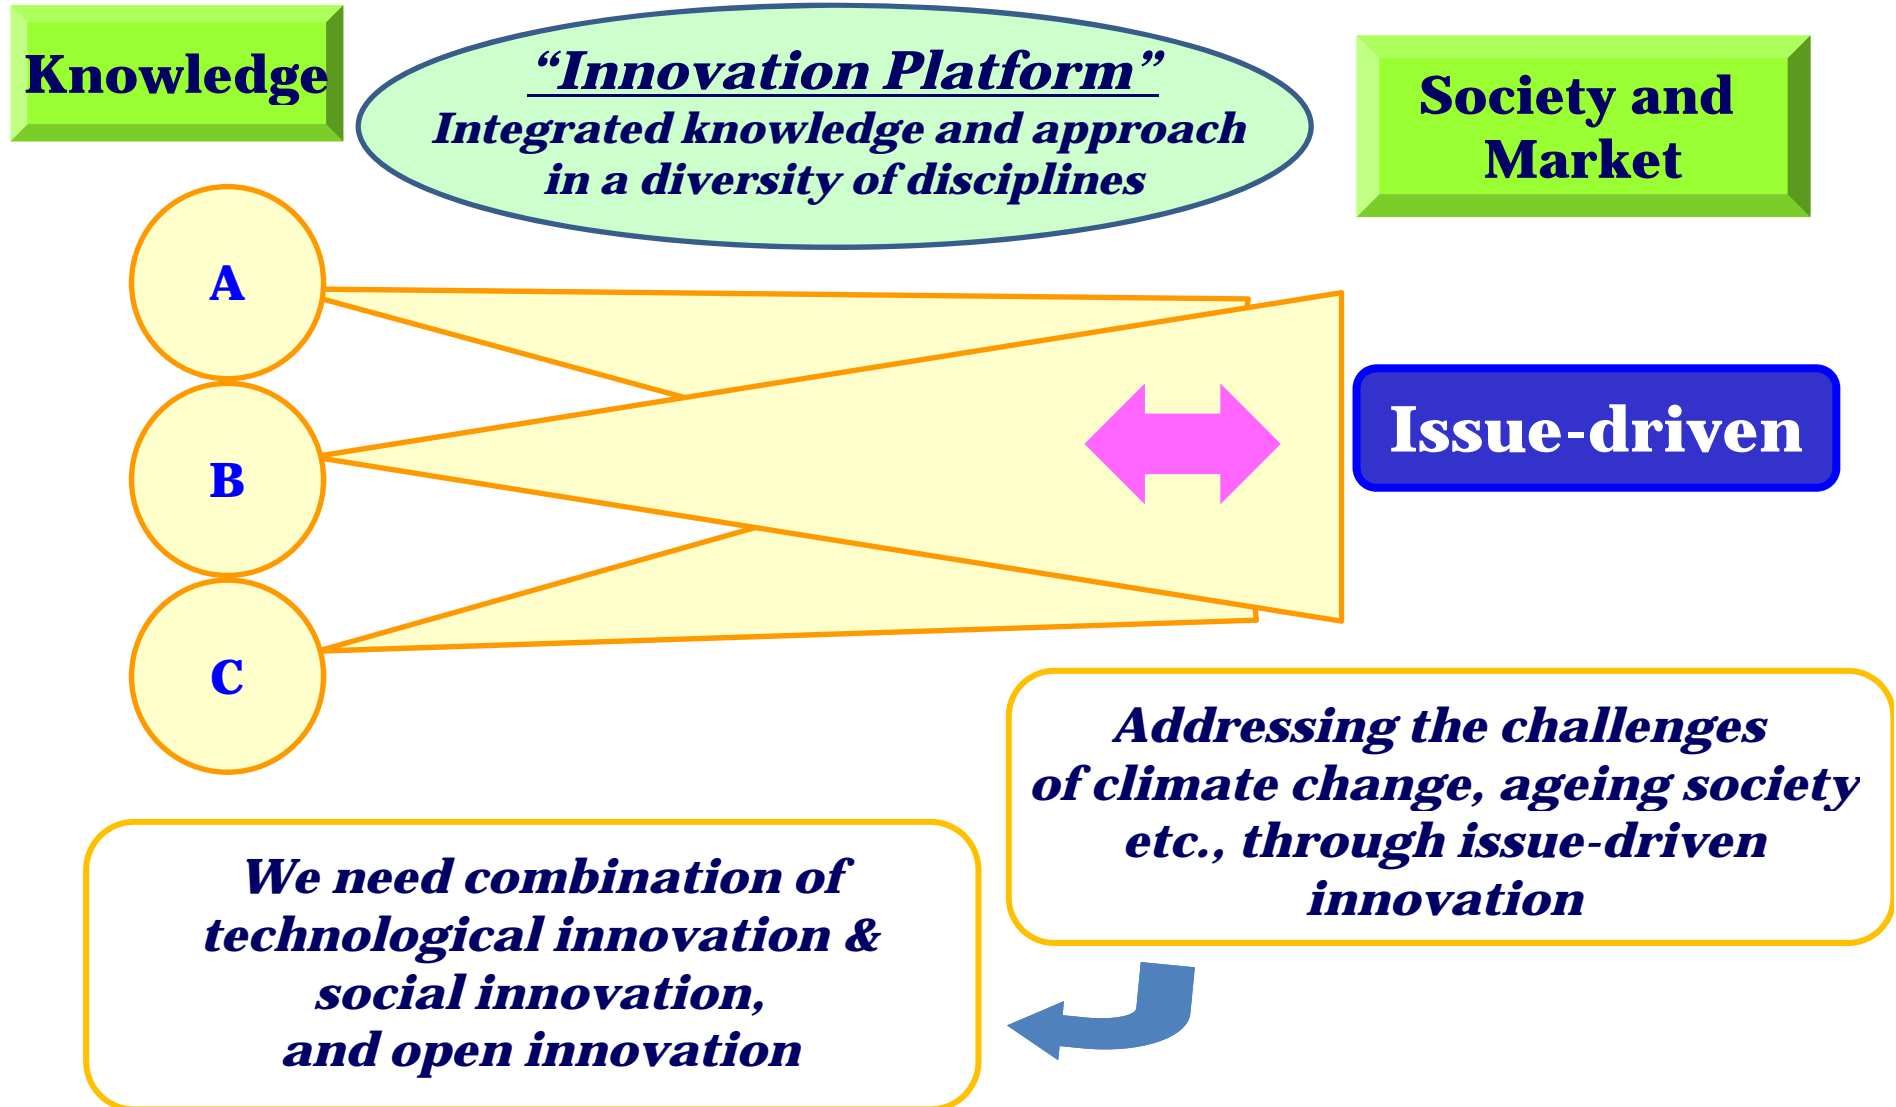 Knowledge
“Innovation Platform”
Integrated knowledge and approach
in a diversity of disciplines
Society and
Market
A
B
C
Issue-driven
Addressing the challenges
of climate change, ageing society
etc., through issue-driven
innovation
We need combination of
technological innovation &
social innovation,
and open innovation